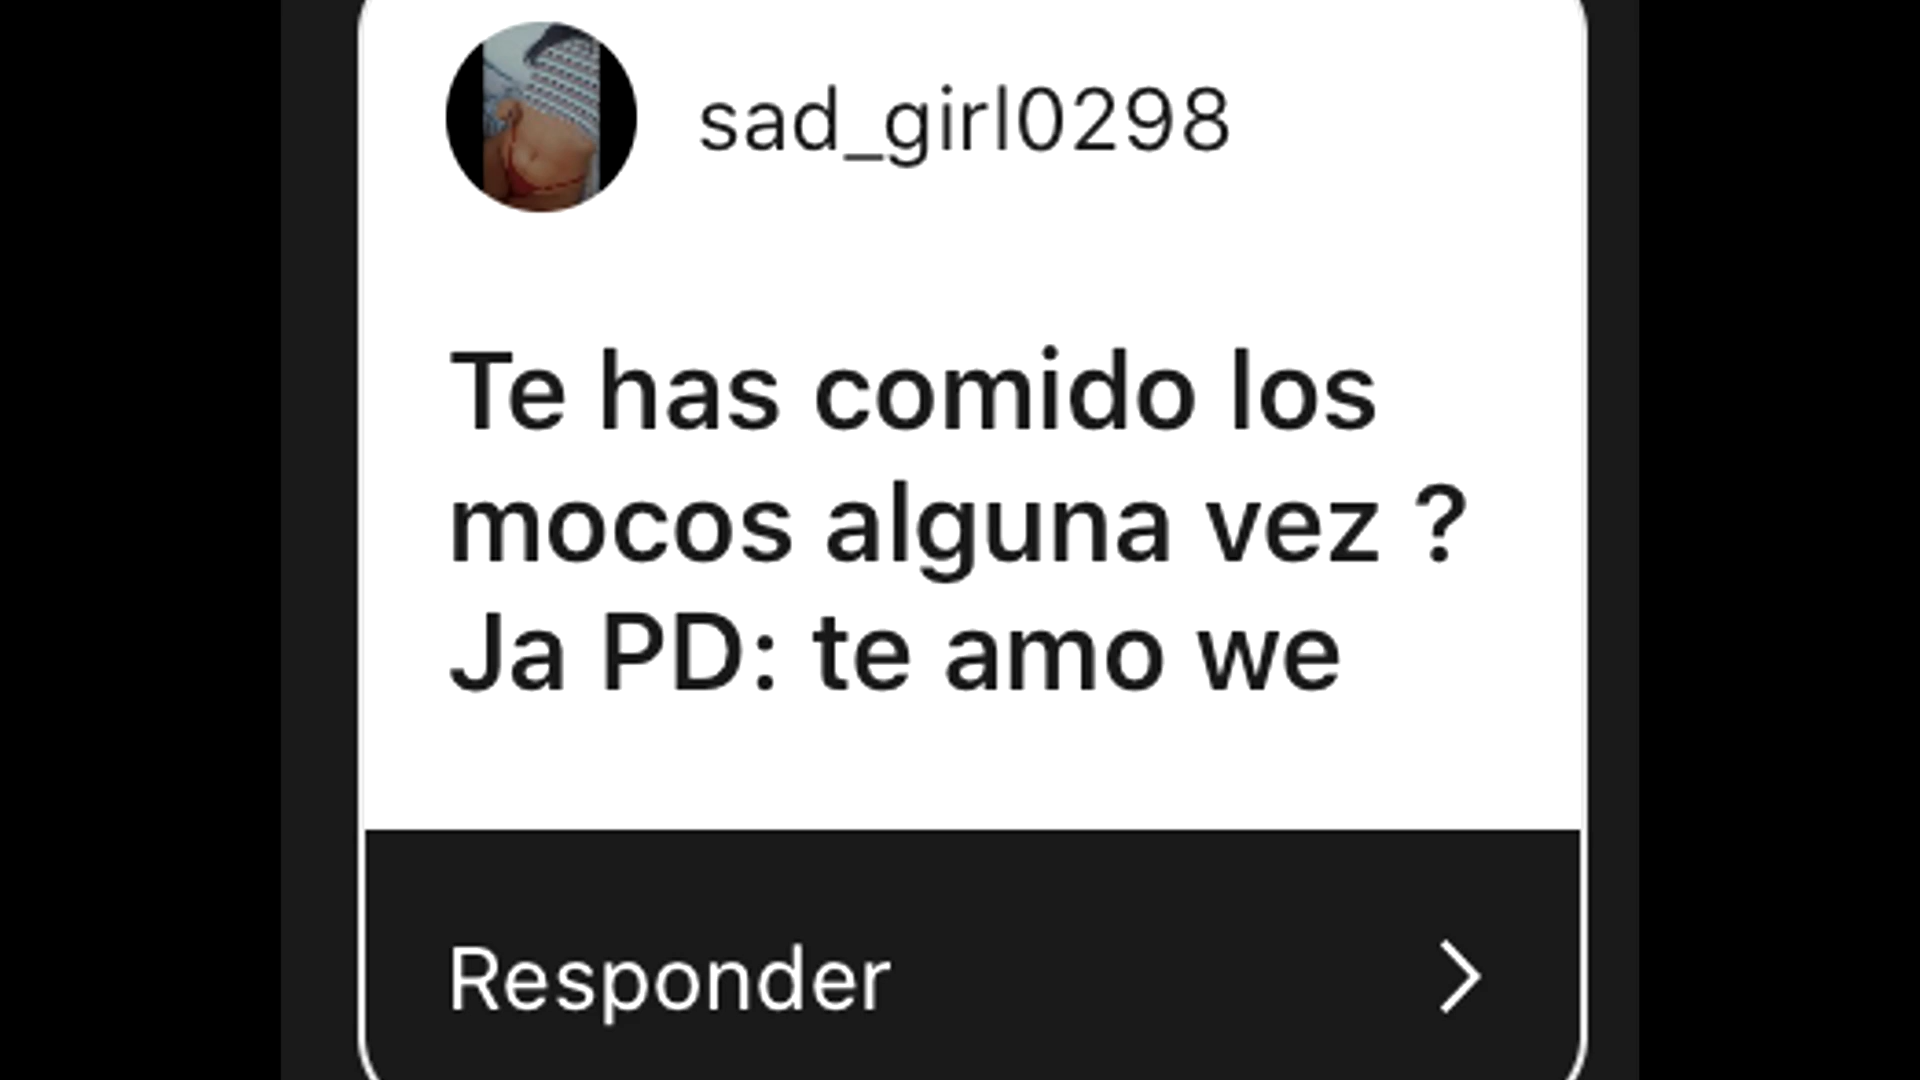 sad_girl0298
Te has comido los
mocos alguna vez ?
Ja PD: te amo we
Responder